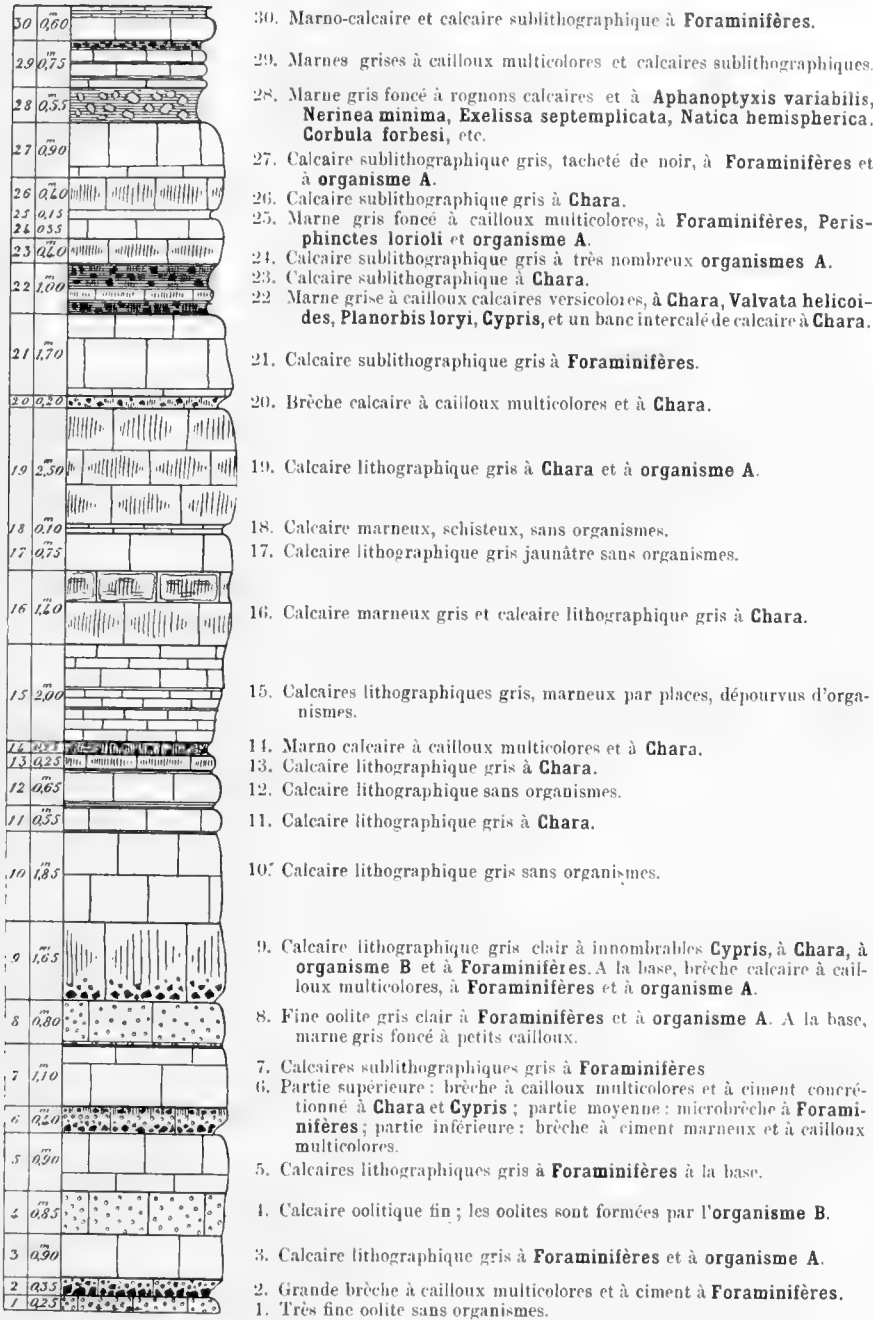 30 0,60 30. Marno-calcaire et calcaire sublithographique à Foraminifères.
29 0,75 29. Marnes grises à cailloux multicolores et calcaires sublithographiques.
28 0,55 28. Marne gris foncé à rognons calcaires et à Aphanoptyxis variabilis,
Nerinea minima, Exelissa septemplicata, Natica hemispherica.
Corbula forbesi, etc.
27 0,90 27. Calcaire sublithographique gris, tacheté de noir, à Foraminifères et
à organisme A.
26 0,40 26. Calcaire sublithographique gris à Chara.
25 0,15 25. Marne gris foncé à cailloux multicolores, à Foraminifères, Peris-
phinctes lorioli et organisme A.
24 035 24. Calcaire sublithographique gris à très nombreux organismes A.
23 0,40 23. Calcaire sublithographique à Chara.
22 1,00 22 Marne grise à cailloux calcaires versicolores, à Chara, Valvata helicoi-
des, Planorbis loryi, Cypris, et un banc intercalé de calcaire à Chara.
21 1,70 21. Calcaire sublithographique gris à Foraminifères.
20 0,20 20. Brèche calcaire à cailloux multicolores et à Chara.
19 2,50 19. Calcaire lithographique gris à Chara et à organisme A.
18 0,10 18. Calcaire marneux, schisteux, sans organismes.
17 0,75 17. Calcaire lithographique gris jaunâtre sans organismes.
16 1,40 16. Calcaire marneux gris et calcaire lithographique gris à Chara.
15 2,00 15. Calcaires lithographiques gris, marneux par places, dépourvus d'orga-
nismes.
14 14. Marno calcaire à cailloux multicolores et à Chara.
13 0,25 13. Calcaire lithographique gris à Chara.
12 0,65 12. Calcaire lithographique sans organismes.
11 0,55 11. Calcaire lithographique gris à Chara.
10 1,85 10. Calcaire lithographique gris sans organismes.
9 1,65 9. Calcaire lithographique gris clair à innombrables Cypris, à Chara, à
organisme B et à Foraminifères. A la base, brèche calcaire à cail-
loux multicolores, à Foraminifères et à organisme A.
8 0,80 8. Fine oolite gris clair à Foraminifères et à organisme A. A la base,
marne gris foncé à petits cailloux.
7 1,10 7. Calcaires sublithographiques gris à Foraminifères
6 0,40 6. Partie supérieure : brèche à cailloux multicolores et à ciment concré-
tionné à Chara et Cypris ; partie moyenne : microbrèche à Forami-
nifères ; partie inférieure : brèche à ciment marneux et à cailloux
multicolores.
5 0,90 5. Calcaires lithographiques gris à Foraminifères à la base.
4 0,85 4. Calcaire oolitique fin ; les oolites sont formées par l'organisme B.
3 0,90 3. Calcaire lithographique gris à Foraminifères et à organisme A.
2 0,35 2. Grande brèche à cailloux multicolores et à ciment à Foraminifères.
1 0,25 1. Très fine oolite sans organismes.